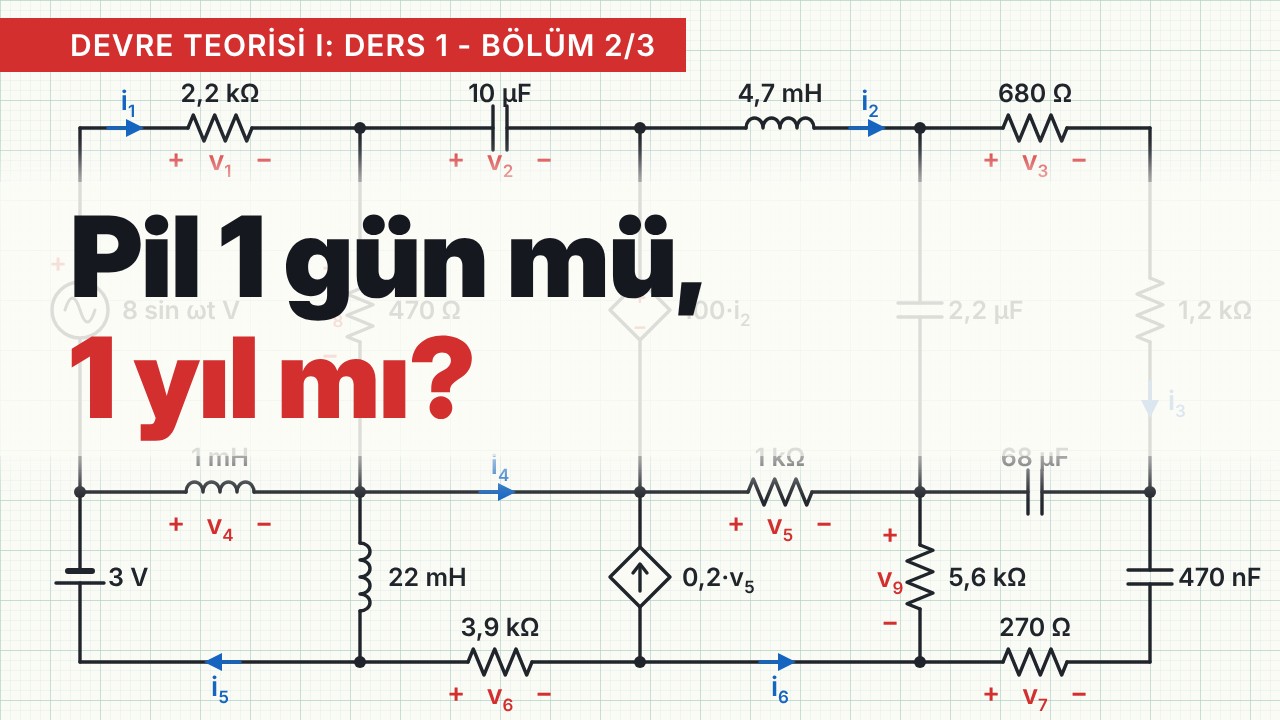 DEVRE TEORİSİ I: DERS 1 - BÖLÜM 2/3
i1 2,2 kΩ 10 µF 4,7 mH i2 680 Ω
+ v1 − + v2 − + v3 −
Pil 1 gün mü,
8 sin ωt V 470 Ω 100·i2 2,2 µF 1,2 kΩ
1 yıl mı?
i3
1 mH i4 1 kΩ 68 µF
+ v4 − + v5 − +
3 V 22 mH 0,2·v5 v9 5,6 kΩ 470 nF
−
3,9 kΩ 270 Ω
i5 + v6 − i6 + v7 −